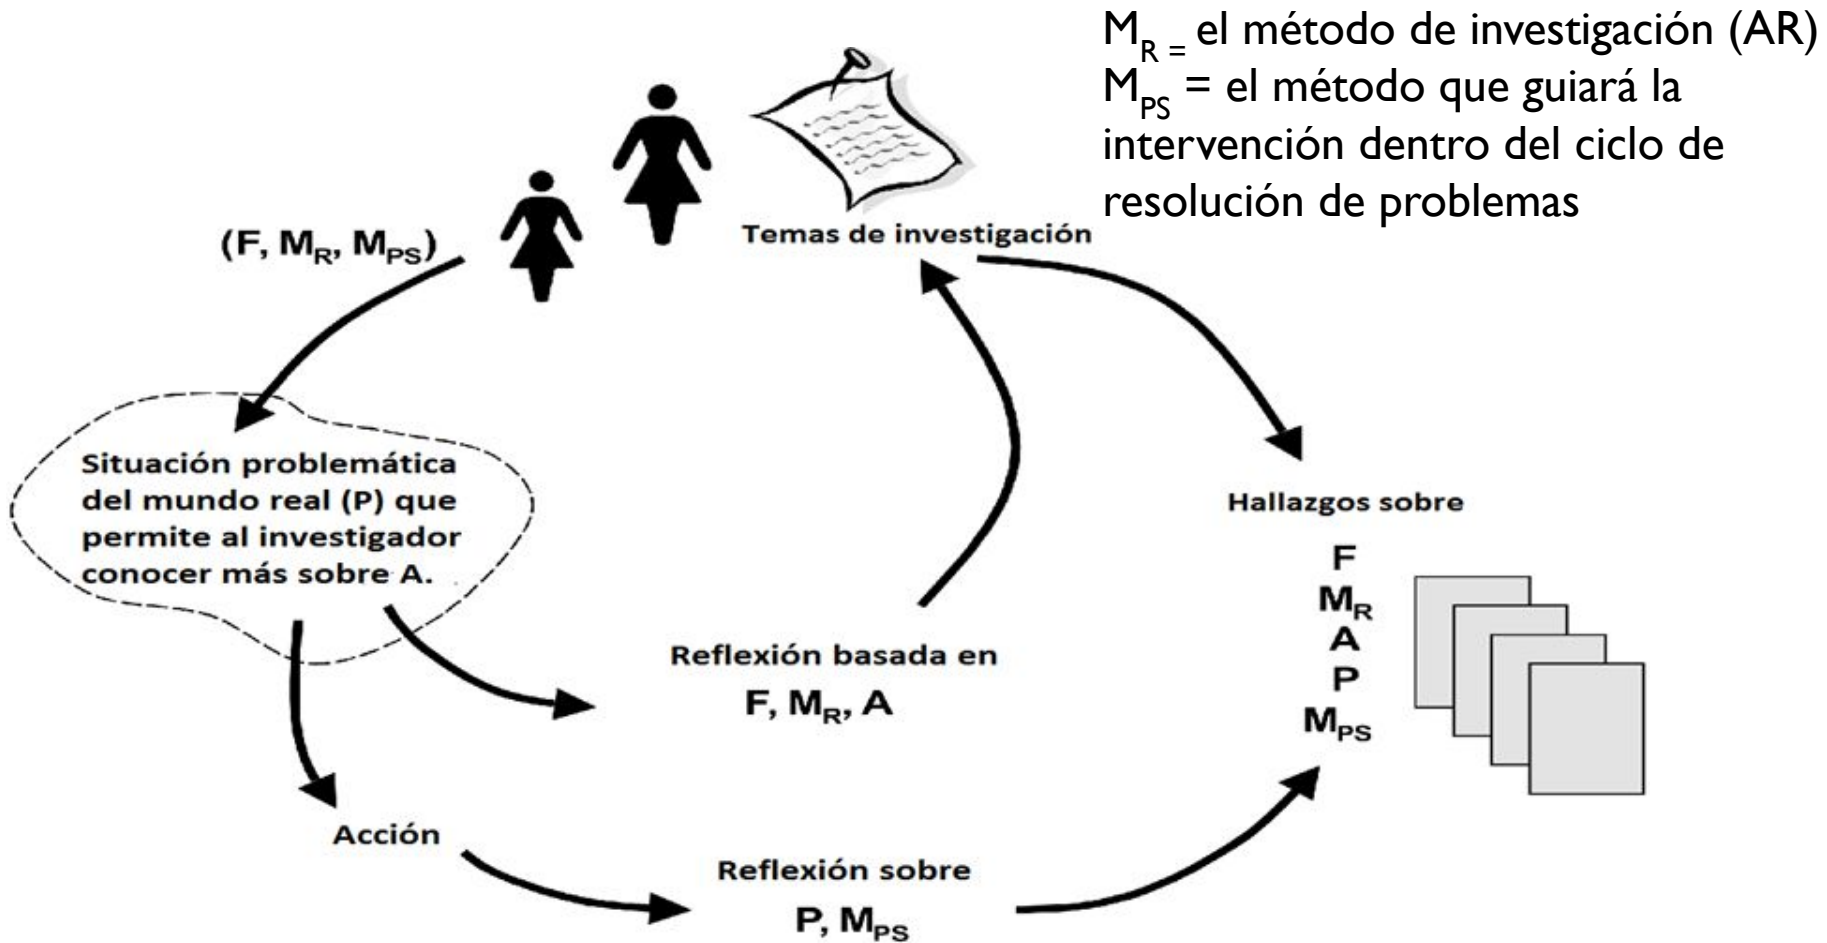 M_R = el método de investigación (AR)
M_PS = el método que guiará la
intervención dentro del ciclo de
resolución de problemas
Temas de investigación
(F, M_R, M_PS)
Situación problemática
del mundo real (P) que
permite al investigador
conocer más sobre A.
Hallazgos sobre
F
M_R
A
P
M_PS
Reflexión basada en
F, M_R, A
Acción
Reflexión sobre
P, M_PS